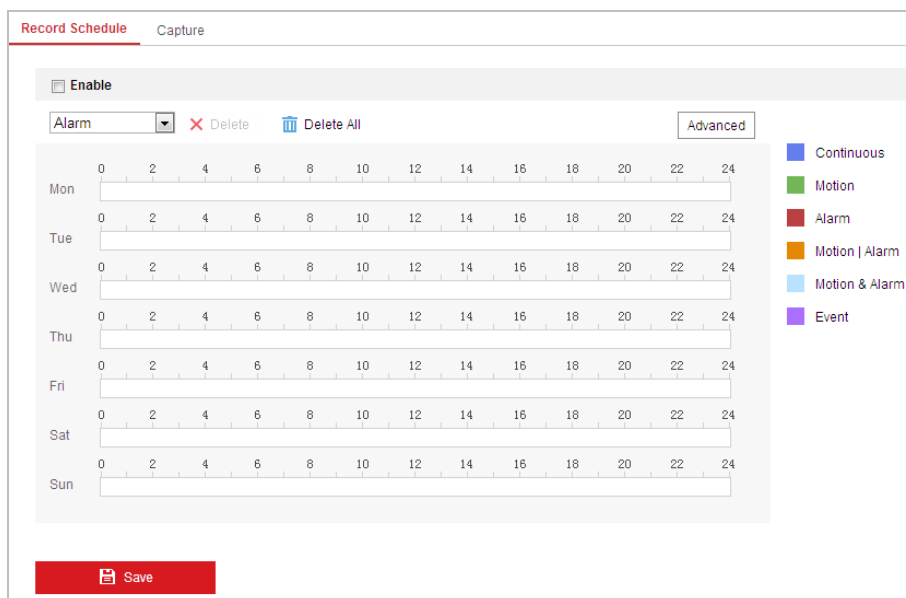 Record Schedule Capture
Enable
Alarm Delete Delete All Advanced
Continuous
0 2 4 6 8 10 12 14 16 18 20 22 24
Mon
Motion
0 2 4 6 8 10 12 14 16 18 20 22 24
Alarm
Tue
Motion | Alarm
0 2 4 6 8 10 12 14 16 18 20 22 24
Wed
Motion & Alarm
0 2 4 6 8 10 12 14 16 18 20 22 24
Event
Thu
0 2 4 6 8 10 12 14 16 18 20 22 24
Fri
0 2 4 6 8 10 12 14 16 18 20 22 24
Sat
0 2 4 6 8 10 12 14 16 18 20 22 24
Sun
Save